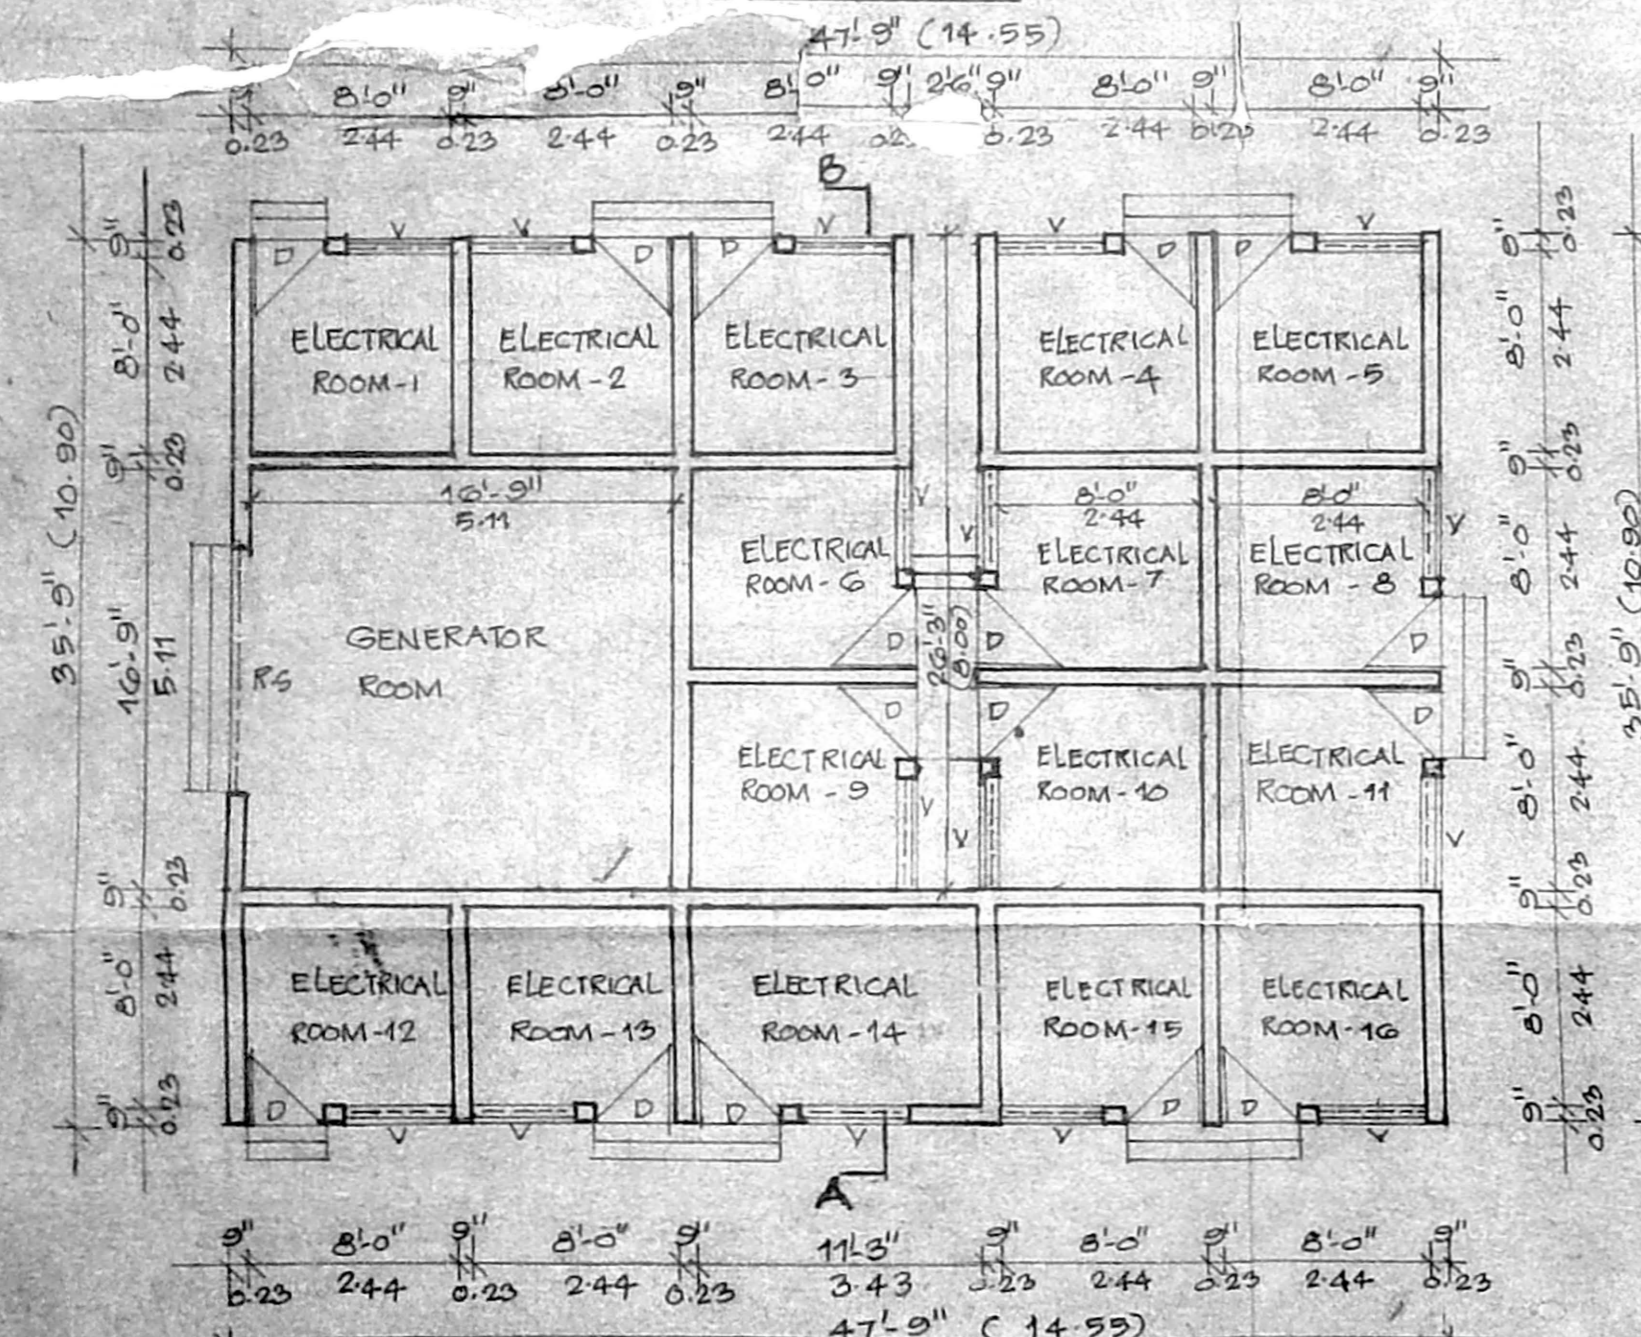 47'-9" (14.55)
8'-0" 9" 8'-0" 9" 8'-0" 9" 2'6" 9" 8'-0" 9" 8'-0" 9"
0.23 2.44 0.23 2.44 0.23 2.44 0.23 2.44 2.44 0.23
B
V V V V V
D D D D D
ELECTRICAL ROOM-1
ELECTRICAL ROOM-2
ELECTRICAL ROOM-3
ELECTRICAL ROOM-4
ELECTRICAL ROOM-5
35'-9" (10.90)
9" 8'-0" 9" 16'-9" 9" 8'-0" 9"
0.23 2.44 0.23 5.11 0.23 2.44 0.23
16'-9"
5.11
8'-0"
2.44
8'-0"
2.44
V V V
ELECTRICAL ROOM-6
ELECTRICAL ROOM-7
ELECTRICAL ROOM-8
GENERATOR
ROOM
RS
26'-3"
(8.00)
D D D
D D D
ELECTRICAL ROOM-9
ELECTRICAL ROOM-10
ELECTRICAL ROOM-11
V V V
9" 8'-0" 9" 8'-0" 9" 8'-0" 9" 8'-0" 9"
0.23 2.44 0.23 2.44 0.23 2.44 0.23 2.44 0.23
35'-9" (10.90)
ELECTRICAL ROOM-12
ELECTRICAL ROOM-13
ELECTRICAL ROOM-14
ELECTRICAL ROOM-15
ELECTRICAL ROOM-16
D D D D D
V V V V V
A
9" 8'-0" 9" 8'-0" 9" 11'-3" 9" 8'-0" 9" 8'-0" 9"
0.23 2.44 0.23 2.44 0.23 3.43 0.23 2.44 0.23 2.44 0.23
47'-9" (14.55)